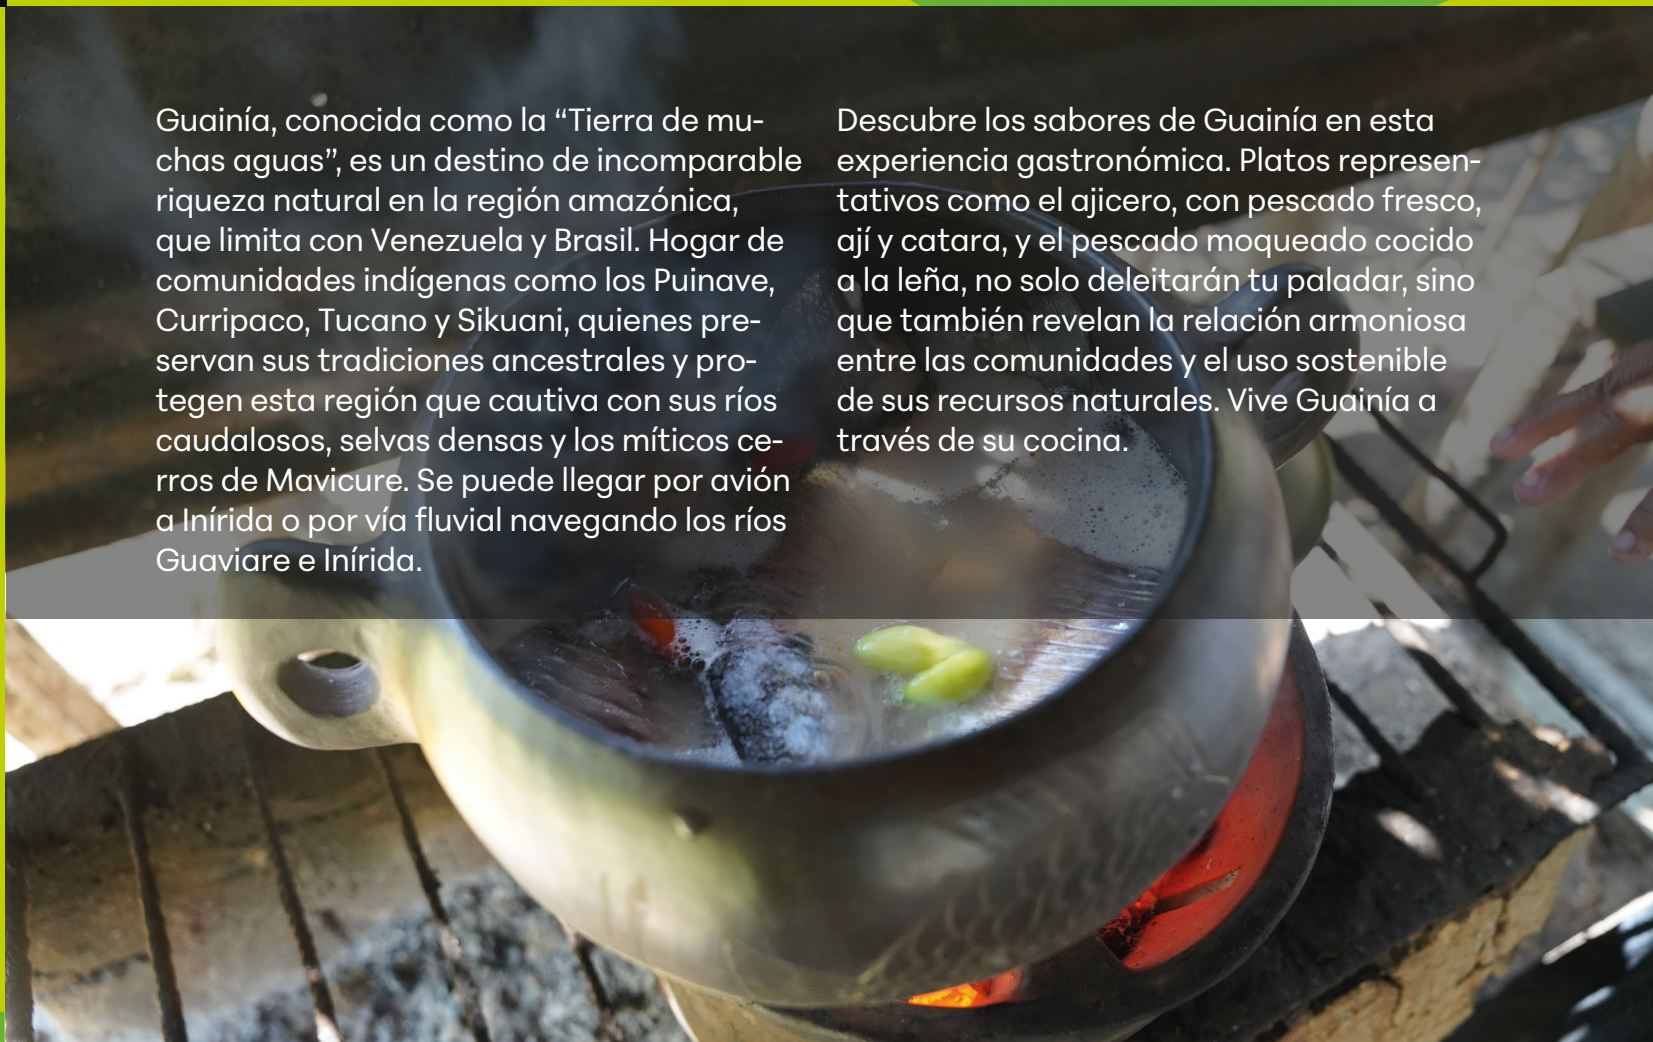 Guainía, conocida como la “Tierra de mu-
chas aguas”, es un destino de incomparable
riqueza natural en la región amazónica,
que limita con Venezuela y Brasil. Hogar de
comunidades indígenas como los Puinave,
Curripaco, Tucano y Sikuani, quienes pre-
servan sus tradiciones ancestrales y pro-
tegen esta región que cautiva con sus ríos
caudalosos, selvas densas y los míticos ce-
rros de Mavicure. Se puede llegar por avión
a Inírida o por vía fluvial navegando los ríos
Guaviare e Inírida.
Descubre los sabores de Guainía en esta
experiencia gastronómica. Platos represen-
tativos como el ajicero, con pescado fresco,
ají y catara, y el pescado moqueado cocido
a la leña, no solo deleitarán tu paladar, sino
que también revelan la relación armoniosa
entre las comunidades y el uso sostenible
de sus recursos naturales. Vive Guainía a
través de su cocina.